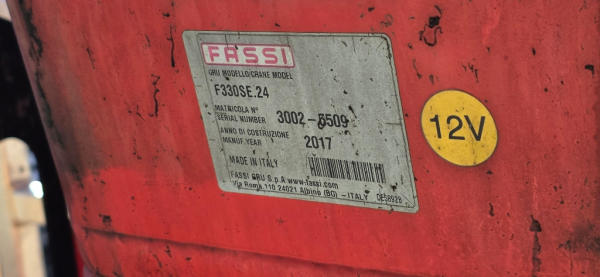 FASSI
GRU MODELLO/CRANE MODEL
F330SE.24
MATRICOLA N°
SERIAL NUMBER 3002-5509
ANNO DI COSTRUZIONE
MANUF.YEAR 2017
MADE IN ITALY
FASSI GRU S.p.A www.fassi.com
Via Roma,110 24021 Albino (BG) - ITALY
12V